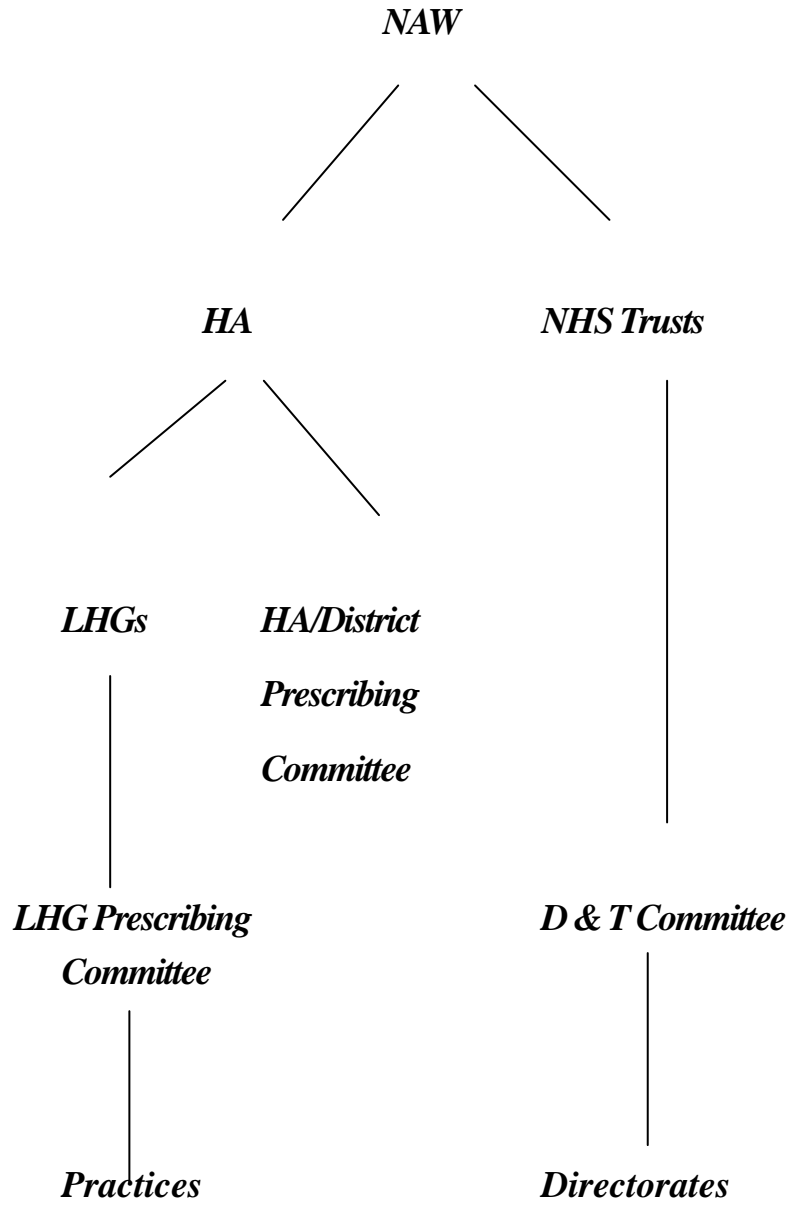 NAW
HA
NHS Trusts
LHGs
HA/District
Prescribing
Committee
LHG Prescribing
Committee
D & T Committee
Practices
Directorates